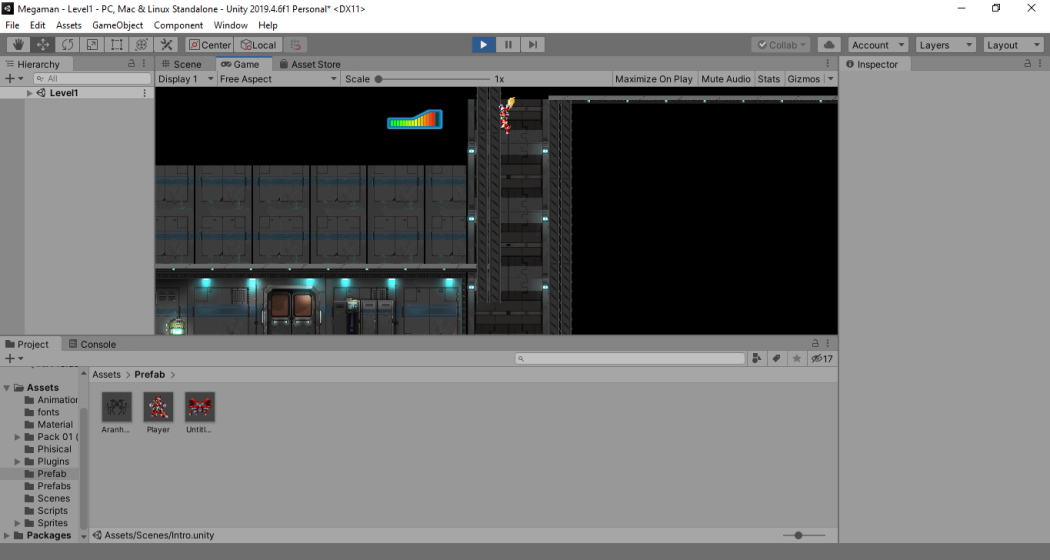 Megaman - Level1 - PC, Mac & Linux Standalone - Unity 2019.4.6f1 Personal* <DX11>
File Edit Assets GameObject Component Window Help
Center Local Collab Account Layers Layout
Hierarchy Scene Game Asset Store Inspector
All Display 1 Free Aspect Scale 1x Maximize On Play Mute Audio Stats Gizmos
Level1
Project Console
17
Assets > Prefab >
Assets
Animation
fonts
Material
Pack 01 (
Phisical
Plugins
Prefab
Prefabs
Scenes
Scripts
Sprites
Packages
Aranh... Player Untitl...
Assets/Scenes/Intro.unity